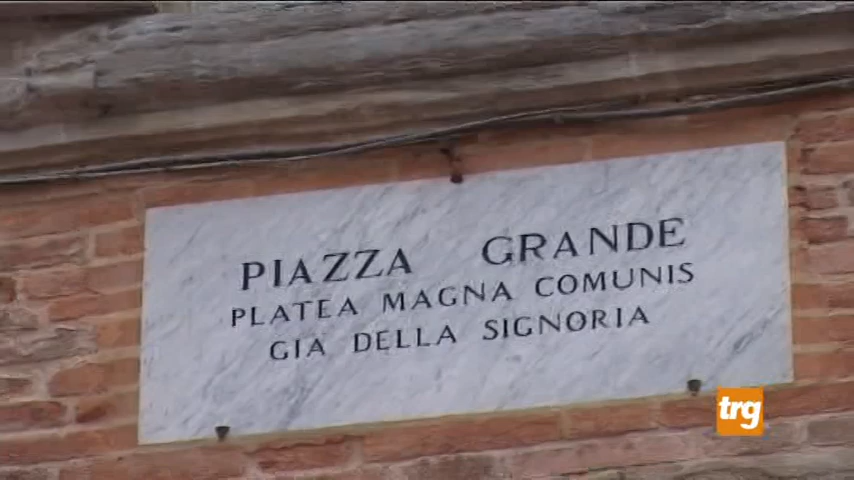 PIAZZA GRANDE
PLATEA MAGNA COMUNIS
GIA DELLA SIGNORIA
trg